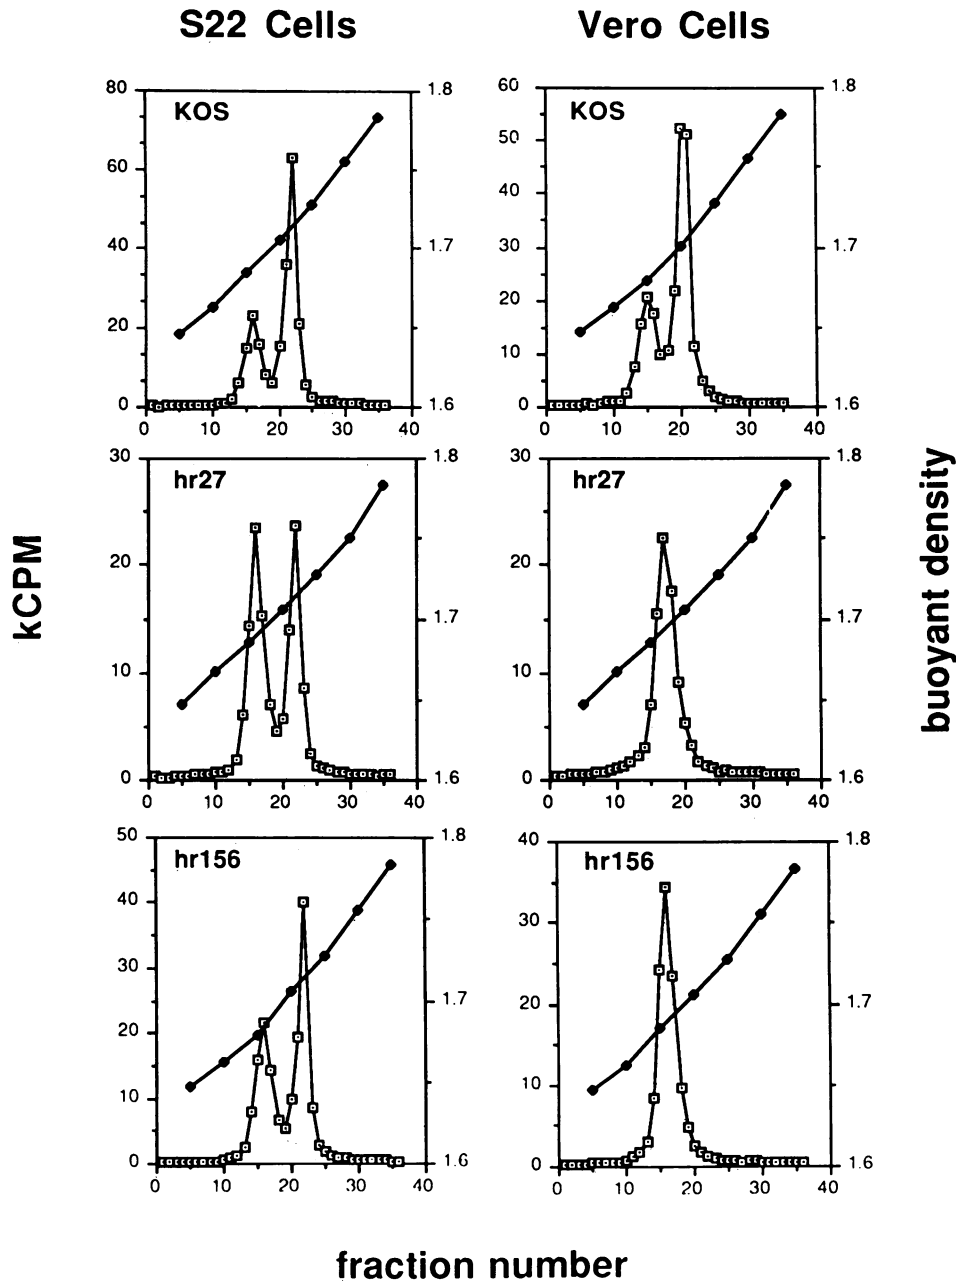 S22 Cells Vero Cells
80 1.8 60 1.8
KOS KOS
50
60
40
40 1.7 30 1.7
20
20
10
0 1.6 0 1.6
0 10 20 30 40 0 10 20 30 40
30 1.8 30 1.8
hr27 hr27
20 20
1.7 1.7
10 10
0 1.6 0 1.6
0 10 20 30 40 0 10 20 30 40
kCPM
buoyant density
50 1.8 40 1.8
hr156 hr156
40
30
30
1.7 20 1.7
20
10 10
0 1.6 0 1.6
0 10 20 30 40 0 10 20 30 40
fraction number